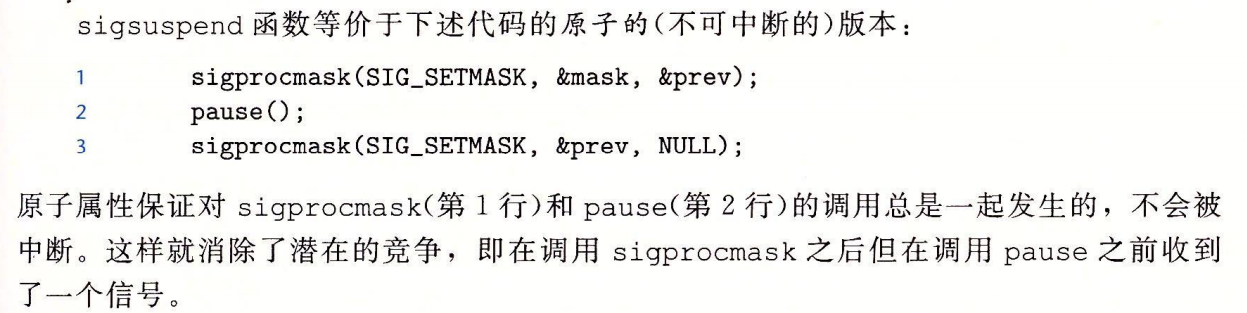 sigsuspend 函数等价于下述代码的原子的(不可中断的)版本：
1 sigprocmask(SIG_SETMASK, &mask, &prev);
2 pause();
3 sigprocmask(SIG_SETMASK, &prev, NULL);
原子属性保证对 sigprocmask(第 1 行)和 pause(第 2 行)的调用总是一起发生的，不会被
中断。这样就消除了潜在的竞争，即在调用 sigprocmask 之后但在调用 pause 之前收到
了一个信号。